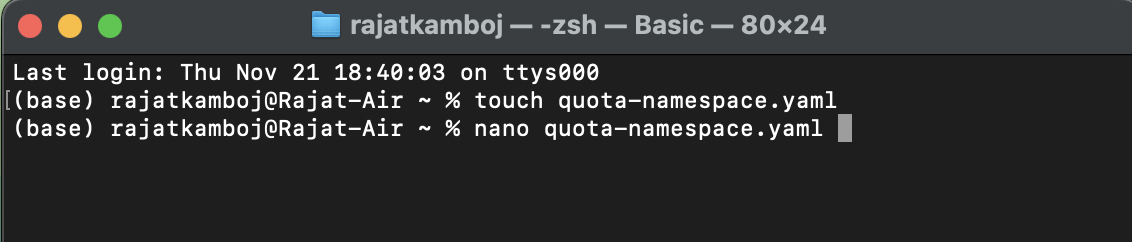 rajatkamboj — -zsh — Basic — 80×24
Last login: Thu Nov 21 18:40:03 on ttys000
[(base) rajatkamboj@Rajat-Air ~ % touch quota-namespace.yaml
(base) rajatkamboj@Rajat-Air ~ % nano quota-namespace.yaml